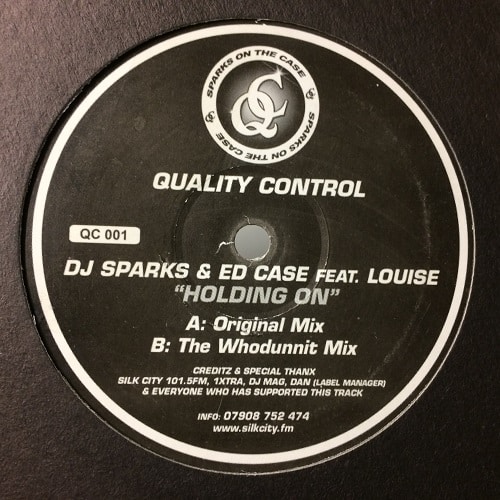 SPARKS ON THE CASE
QC
SPARKS ON THE CASE
QUALITY CONTROL
QC 001
DJ SPARKS & ED CASE FEAT. LOUISE
"HOLDING ON"
A: Original Mix
B: The Whodunnit Mix
CREDITZ & SPECIAL THANX
SILK CITY 101.5FM, 1XTRA, DJ MAG, DAN (LABEL MANAGER)
& EVERYONE WHO HAS SUPPORTED THIS TRACK
INFO: 07908 752 474
www.silkcity.fm